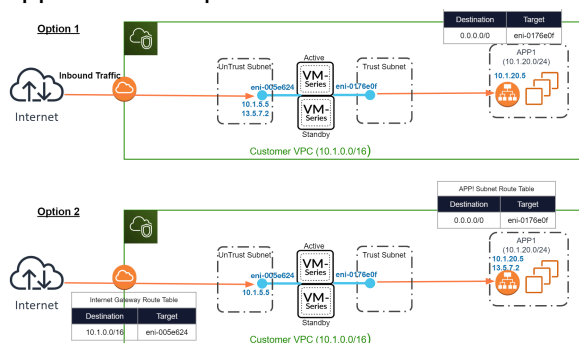 Option 1
Destination Target
0.0.0.0/0 eni-0176e0f
Active
UnTrust Subnet
Trust Subnet
APP1
(10.1.20.0/24)
Inbound Traffic
VM-
Series
eni-005e624
eni-0176e0f
10.1.20.5
10.1.5.5
13.5.7.2
VM-
Series
Internet
Standby
Customer VPC (10.1.0.0/16)
Option 2
APP! Subnet Route Table
Destination Target
0.0.0.0/0 eni-0176e0f
Active
UnTrust Subnet
Trust Subnet
APP1
(10.1.20.0/24)
VM-
Series
eni-005e624
eni-0176e0f
10.1.20.5
13.5.7.2
10.1.5.5
VM-
Series
Internet
Internet Gateway Route Table
Destination Target
10.1.0.0/16 eni-005e624
Standby
Customer VPC (10.1.0.0/16)